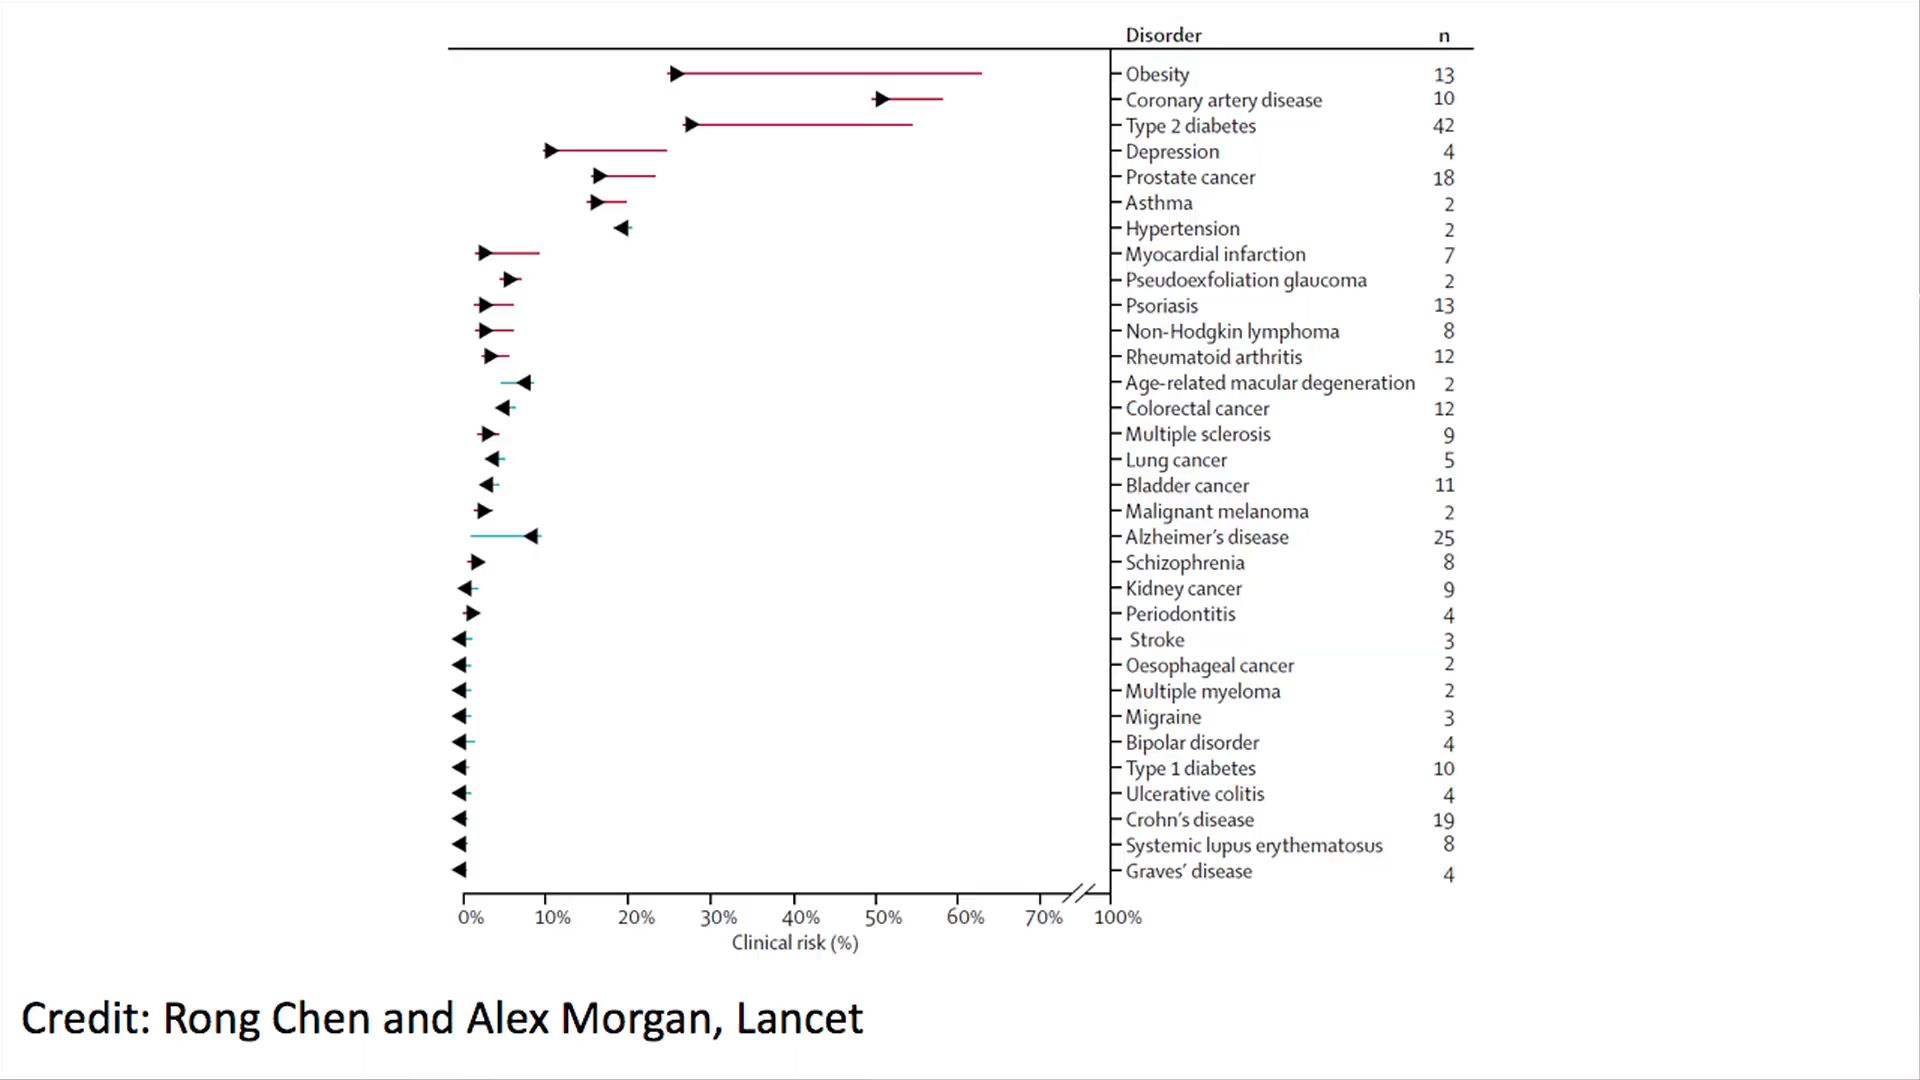 Disorder n
Obesity 13
Coronary artery disease 10
Type 2 diabetes 42
Depression 4
Prostate cancer 18
Asthma 2
Hypertension 2
Myocardial infarction 7
Pseudoexfoliation glaucoma 2
Psoriasis 13
Non-Hodgkin lymphoma 8
Rheumatoid arthritis 12
Age-related macular degeneration 2
Colorectal cancer 12
Multiple sclerosis 9
Lung cancer 5
Bladder cancer 11
Malignant melanoma 2
Alzheimer's disease 25
Schizophrenia 8
Kidney cancer 9
Periodontitis 4
Stroke 3
Oesophageal cancer 2
Multiple myeloma 2
Migraine 3
Bipolar disorder 4
Type 1 diabetes 10
Ulcerative colitis 4
Crohn's disease 19
Systemic lupus erythematosus 8
Graves' disease 4
0% 10% 20% 30% 40% 50% 60% 70% 100%
Clinical risk (%)
Credit: Rong Chen and Alex Morgan, Lancet